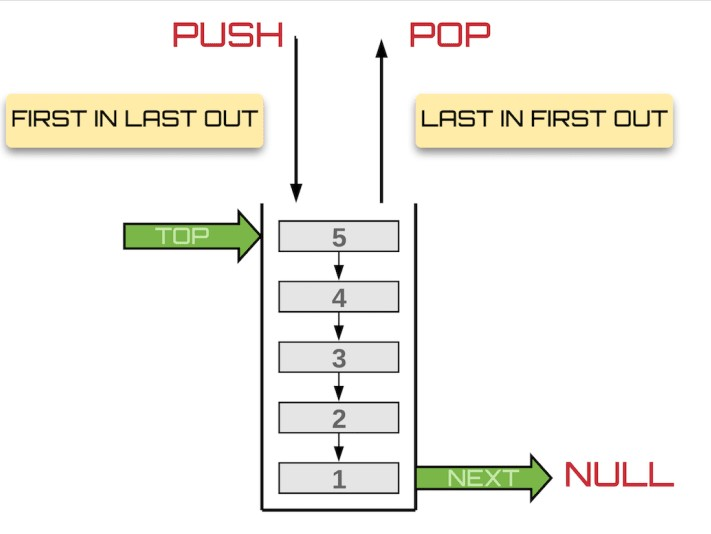 PUSH
POP
FIRST IN LAST OUT
LAST IN FIRST OUT
TOP
5
4
3
2
1
NEXT
NULL